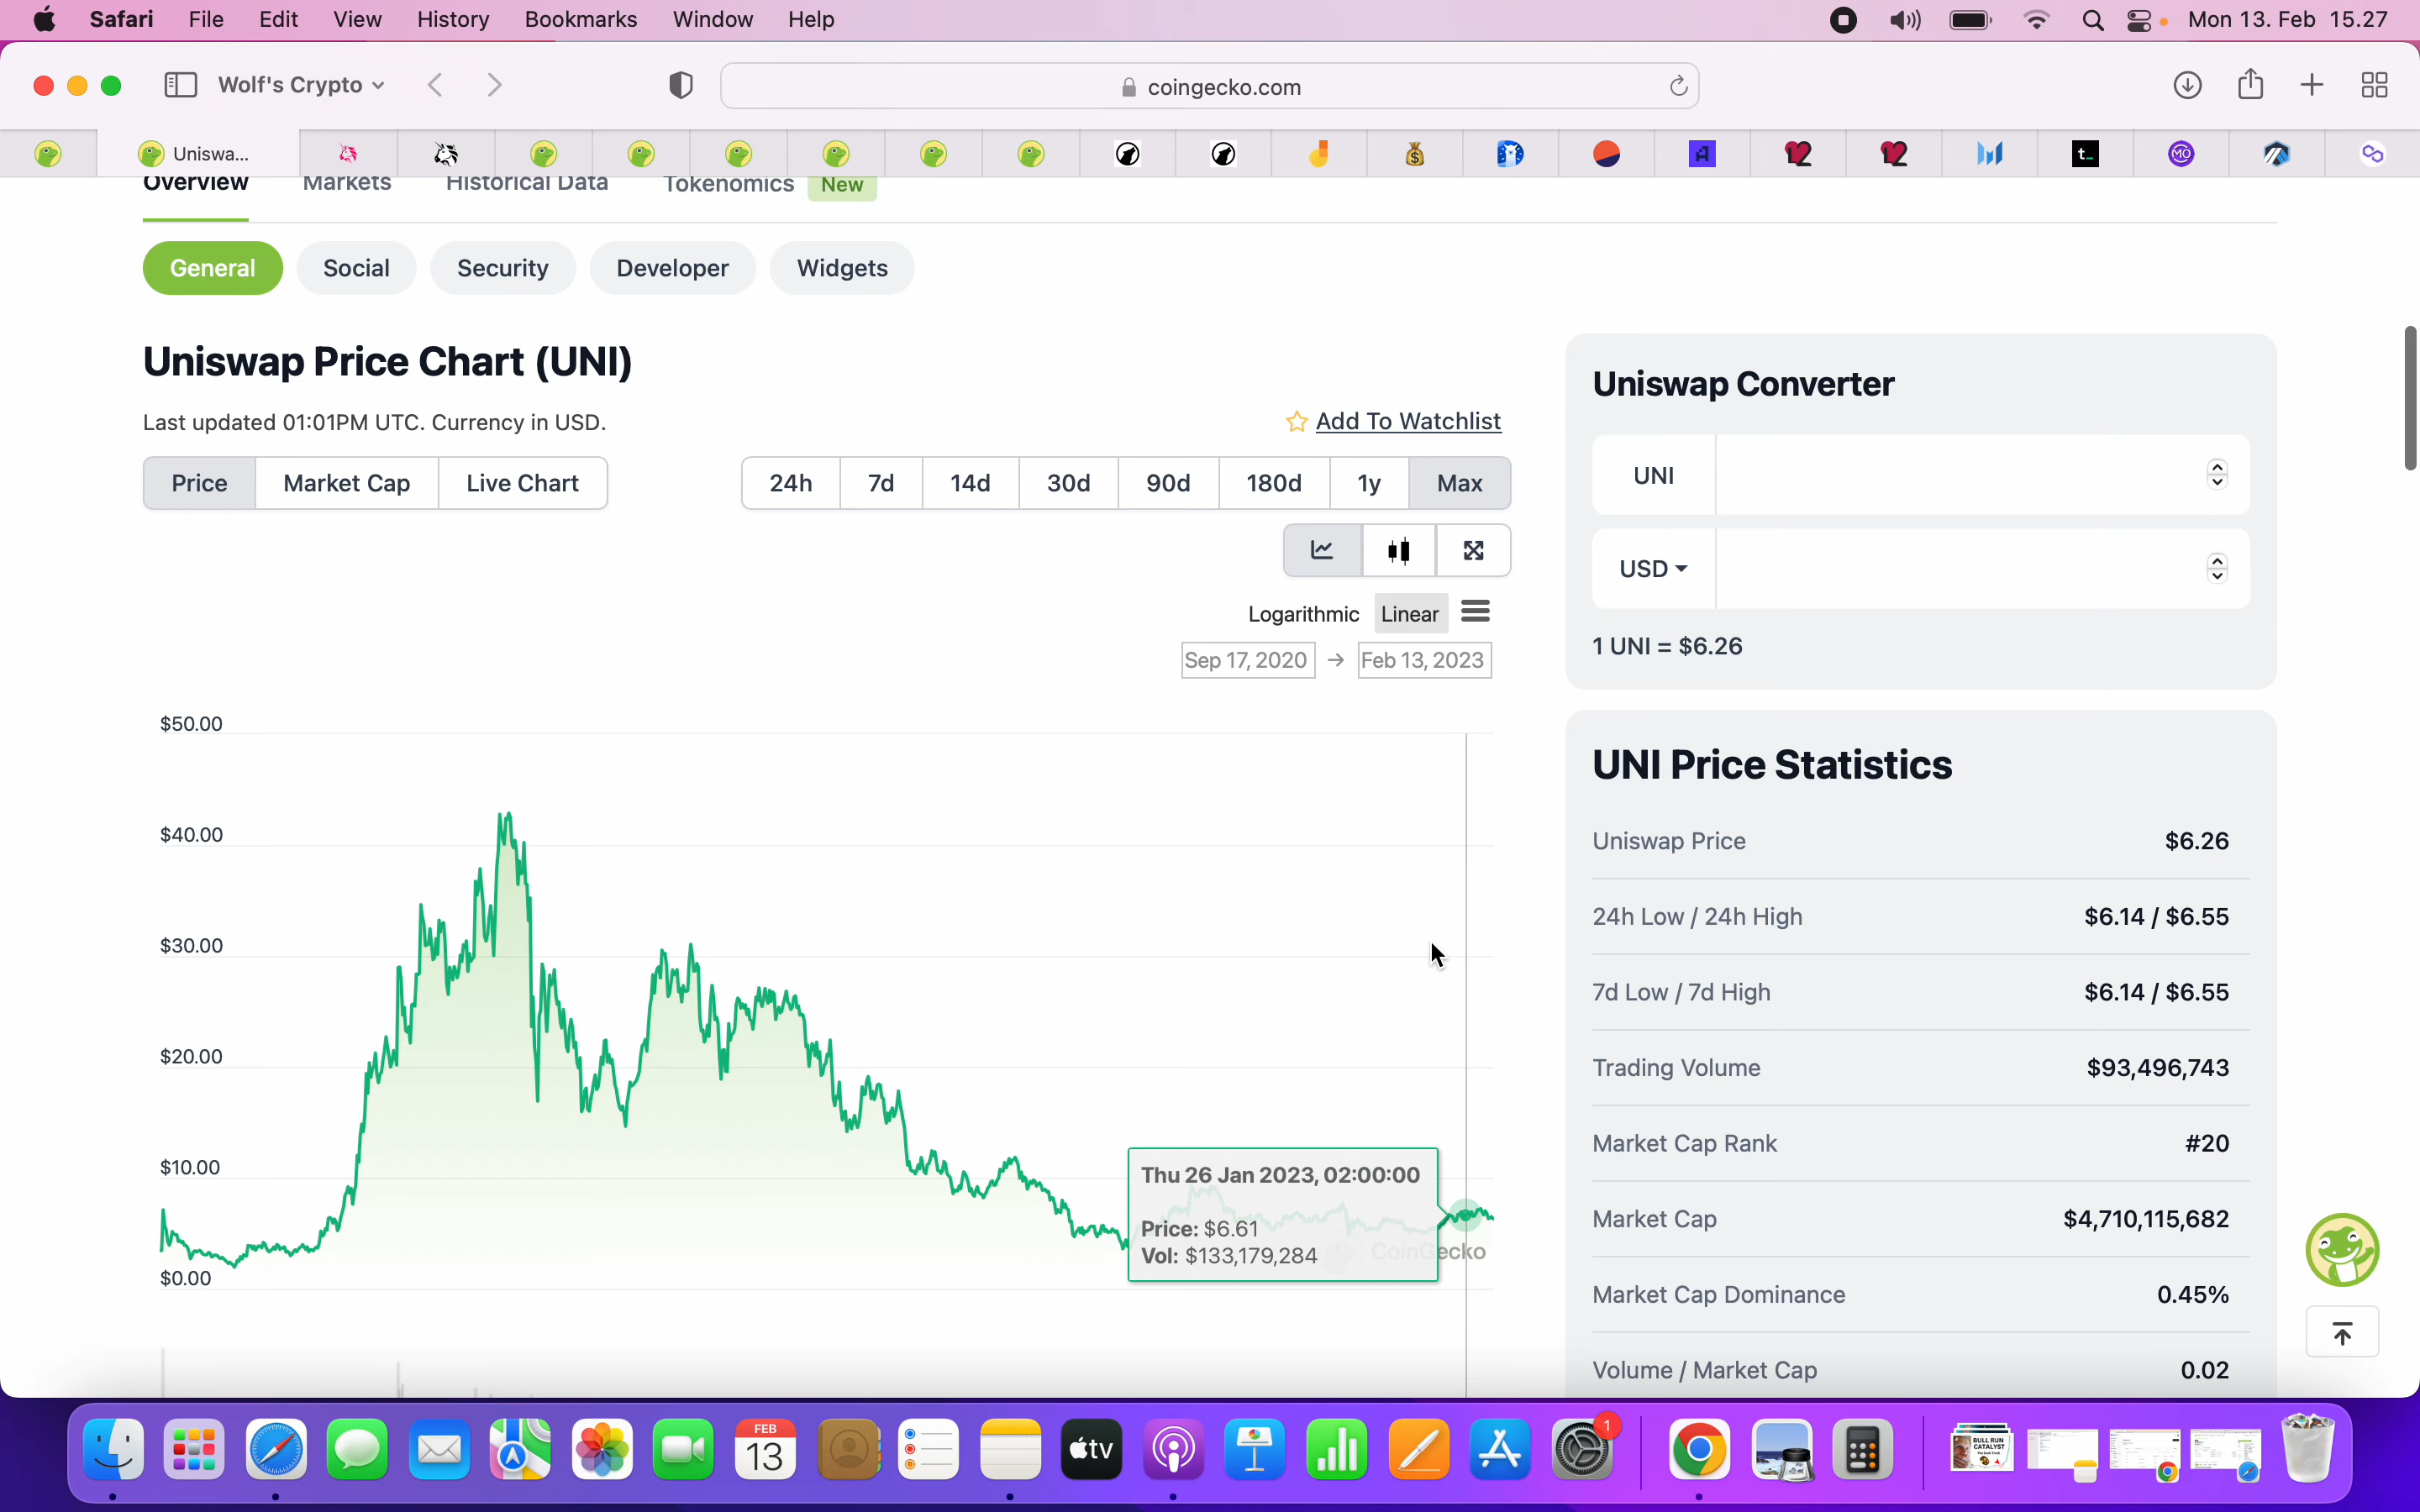 Safari File Edit View History Bookmarks Window Help Mon 13. Feb 15.27
Wolf's Crypto coingecko.com
Uniswa...
Overview Markets Historical Data Tokenomics New
General Social Security Developer Widgets
Uniswap Price Chart (UNI)
Last updated 01:01PM UTC. Currency in USD.
Add To Watchlist
Price Market Cap Live Chart
24h 7d 14d 30d 90d 180d 1y Max
Logarithmic Linear
Sep 17, 2020 → Feb 13, 2023
$50.00
$40.00
$30.00
$20.00
$10.00
$0.00
Thu 26 Jan 2023, 02:00:00
Price: $6.61
Vol: $133,179,284
CoinGecko
Uniswap Converter
UNI
USD
1 UNI = $6.26
UNI Price Statistics
Uniswap Price $6.26
24h Low / 24h High $6.14 / $6.55
7d Low / 7d High $6.14 / $6.55
Trading Volume $93,496,743
Market Cap Rank #20
Market Cap $4,710,115,682
Market Cap Dominance 0.45%
Volume / Market Cap 0.02
FEB
13
tv
1
BULL RUN
CATALYST